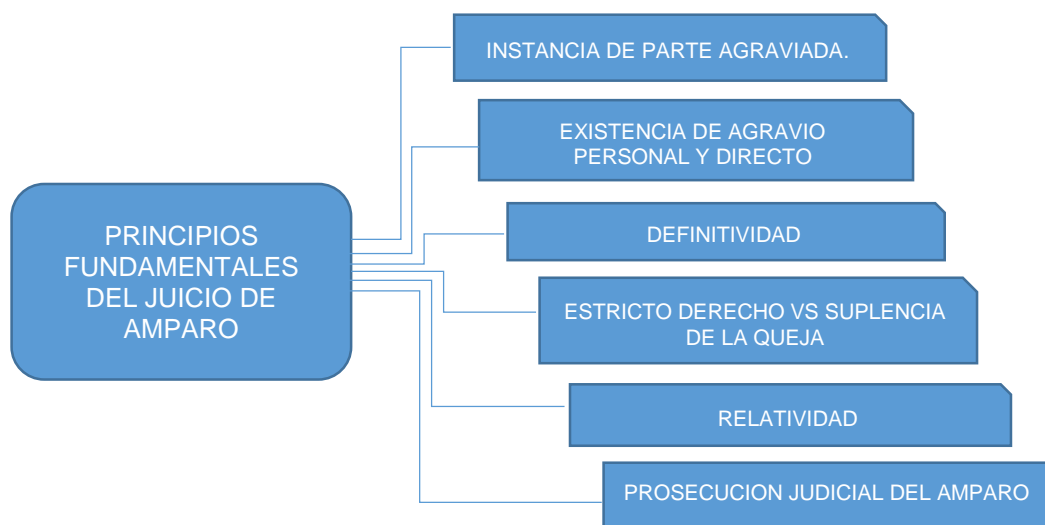 INSTANCIA DE PARTE AGRAVIADA.
EXISTENCIA DE AGRAVIO
PERSONAL Y DIRECTO
PRINCIPIOS
FUNDAMENTALES
DEL JUICIO DE
AMPARO
DEFINITIVIDAD
ESTRICTO DERECHO VS SUPLENCIA
DE LA QUEJA
RELATIVIDAD
PROSECUCION JUDICIAL DEL AMPARO